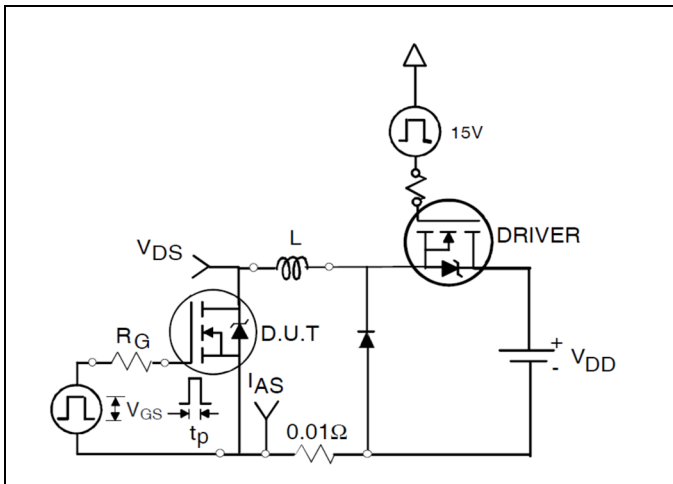 15V
DRIVER
L
VDS
D.U.T
RG
IAS
+
-
VDD
VGS
tp
0.01Ω